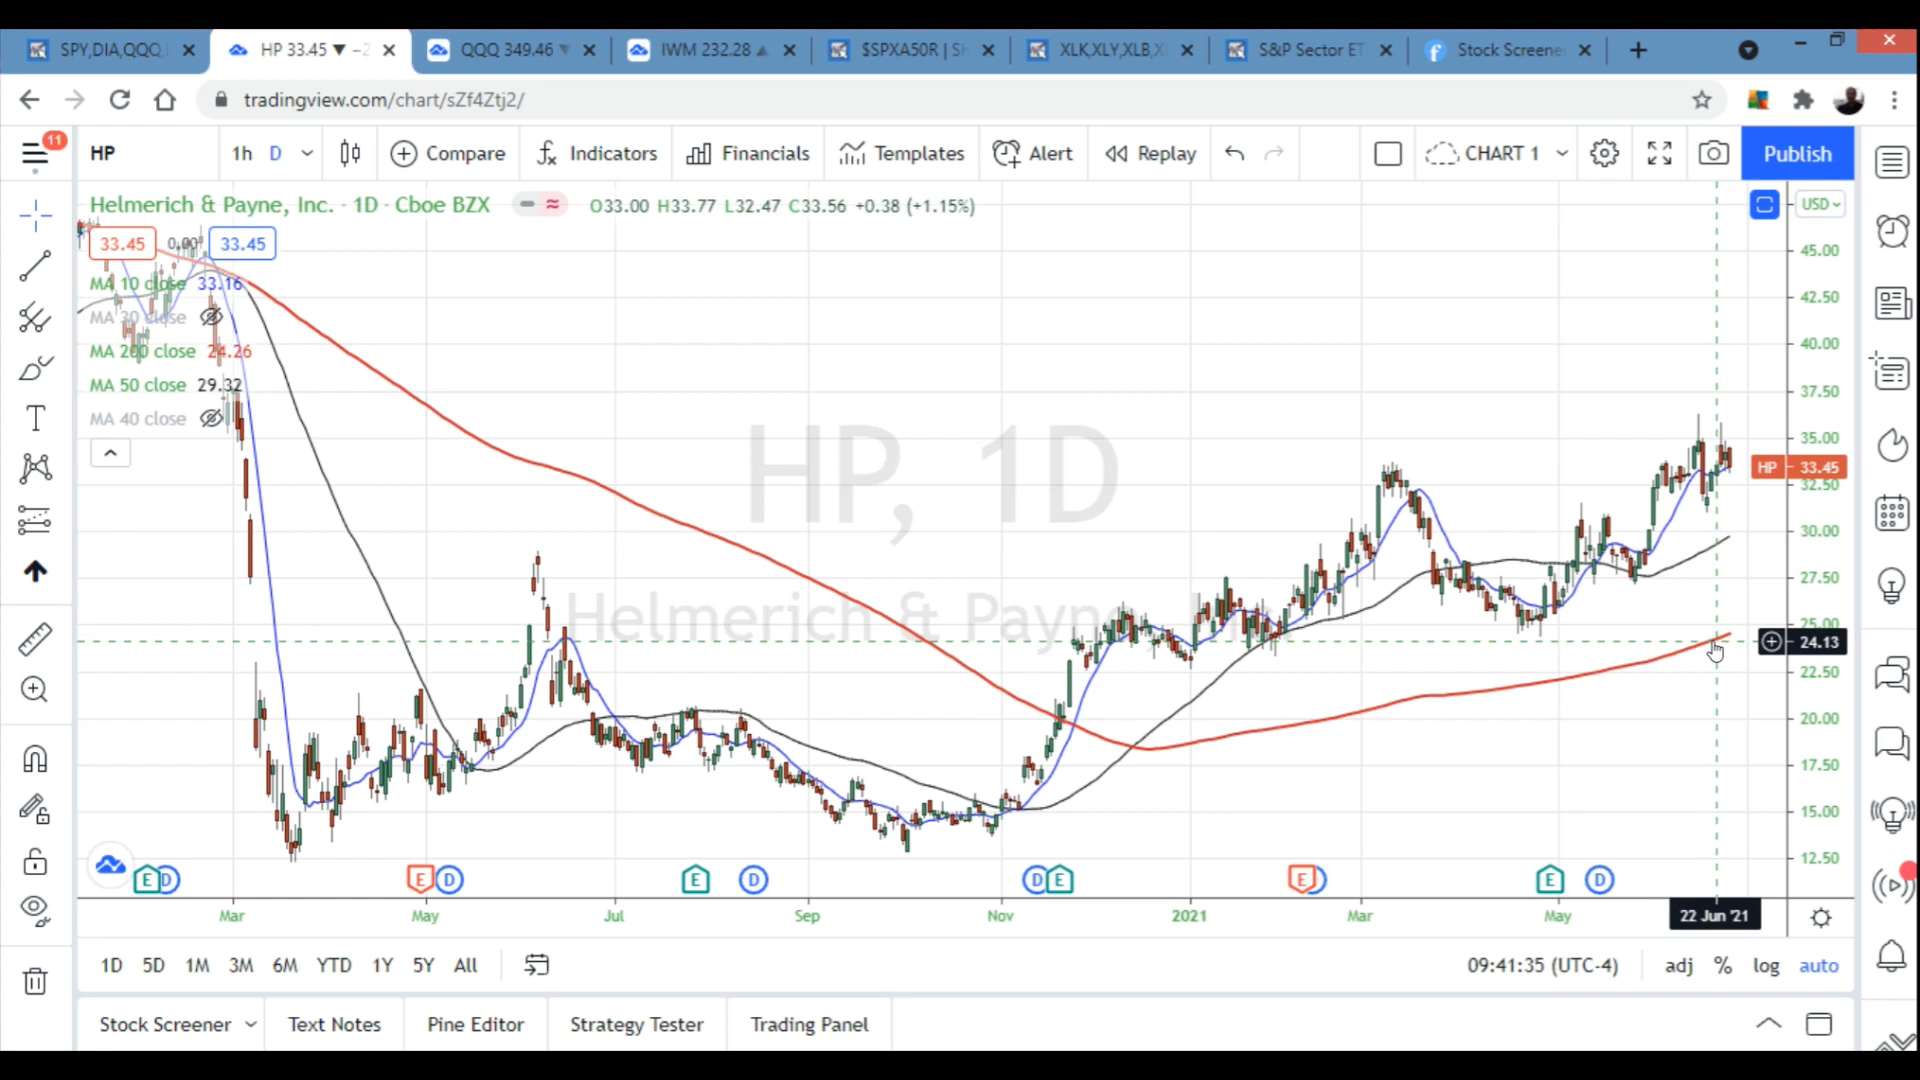 SPY,DIA,QQQ,
HP 33.45 ▼ −2
QQQ 349.46 ▼
IWM 232.28 ▲
$SPXA50R | Sh
XLK,XLY,XLB,X
S&P Sector ET
Stock Screene
tradingview.com/chart/sZf4Ztj2/
11
HP
1h D
Compare
Indicators
Financials
Templates
Alert
Replay
CHART 1
Publish
Helmerich & Payne, Inc. · 1D · Cboe BZX
O33.00 H33.77 L32.47 C33.56 +0.38 (+1.15%)
USD
33.45 0.00 33.45
MA 10 close 33.16
MA 30 close
MA 200 close 24.26
MA 50 close 29.32
MA 40 close
HP, 1D
Helmerich & Payne, Inc.
45.00
42.50
40.00
37.50
35.00
HP 33.45
32.50
30.00
27.50
25.00
24.13
22.50
20.00
17.50
15.00
12.50
E D E D E D D E E E D
Mar May Jul Sep Nov 2021 Mar May 22 Jun '21
1D 5D 1M 3M 6M YTD 1Y 5Y All
09:41:35 (UTC-4) adj % log auto
Stock Screener Text Notes Pine Editor Strategy Tester Trading Panel